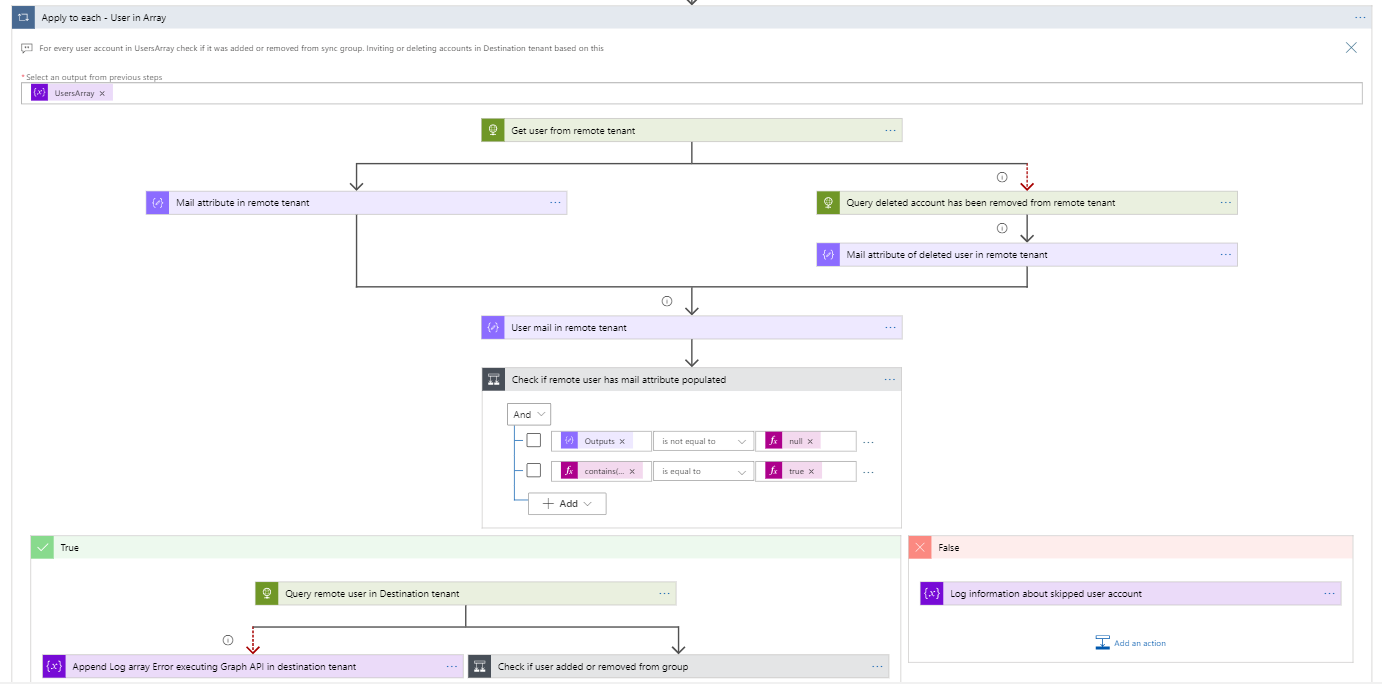 Apply to each - User in Array
For every user account in UsersArray check if it was added or removed from sync group. Inviting or deleting accounts in Destination tenant based on this
* Select an output from previous steps
{x} UsersArray ×
Get user from remote tenant
Mail attribute in remote tenant
Query deleted account has been removed from remote tenant
Mail attribute of deleted user in remote tenant
User mail in remote tenant
Check if remote user has mail attribute populated
And
Outputs × is not equal to fx null ×
fx contains(... × is equal to fx true ×
+ Add
True
False
Query remote user in Destination tenant
{x} Log information about skipped user account
Add an action
{x} Append Log array Error executing Graph API in destination tenant
Check if user added or removed from group